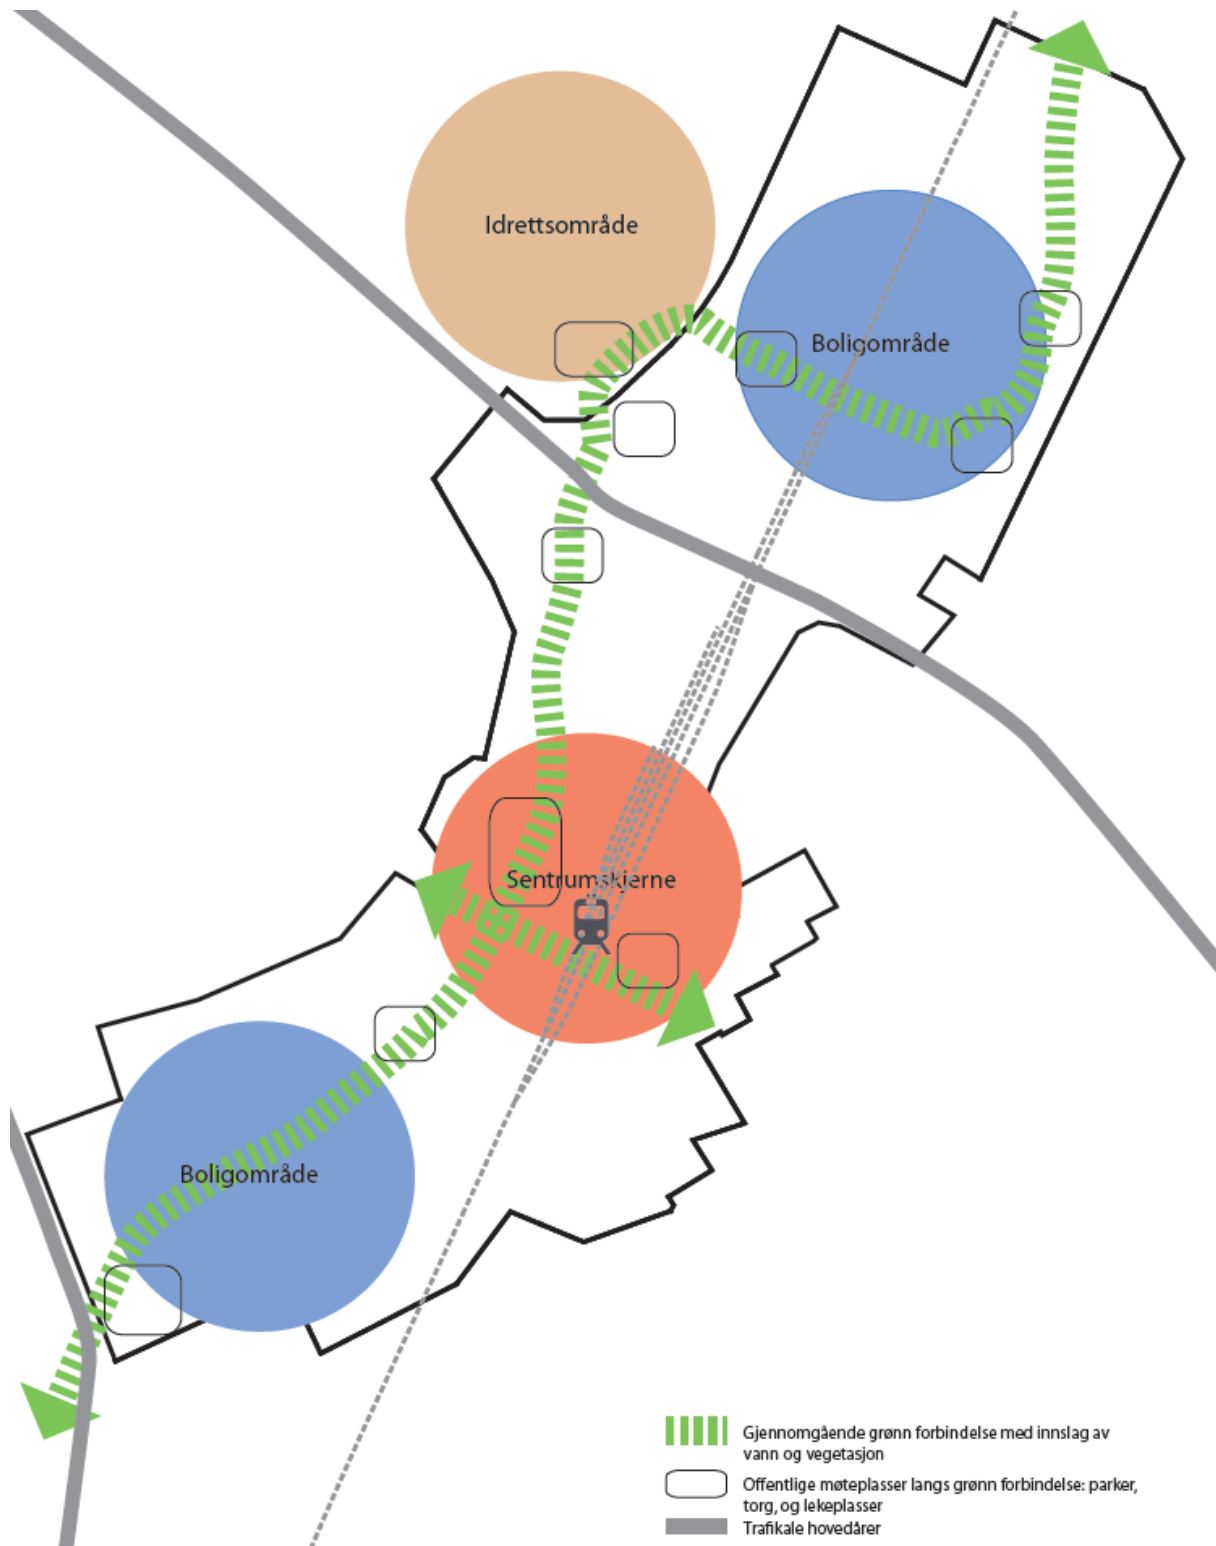 Idrettsområde
Boligområde
Sentrumskjerne
Boligområde
Gjennomgående grønn forbindelse med innslag av
vann og vegetasjon
Offentlige møteplasser langs grønn forbindelse: parker,
torg, og lekeplasser
Trafikale hovedårer